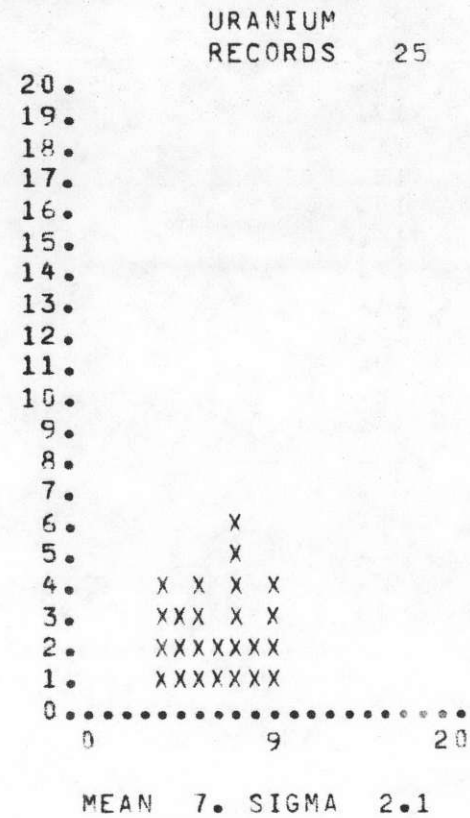 URANIUM
RECORDS 25
20.
19.
18.
17.
16.
15.
14.
13.
12.
11.
10.
9.
8.
7.
6. X
5. X
4. X X X X
3. XXX X X
2. XXXXXXX
1. XXXXXXX
0......................
0 9 20
MEAN 7. SIGMA 2.1